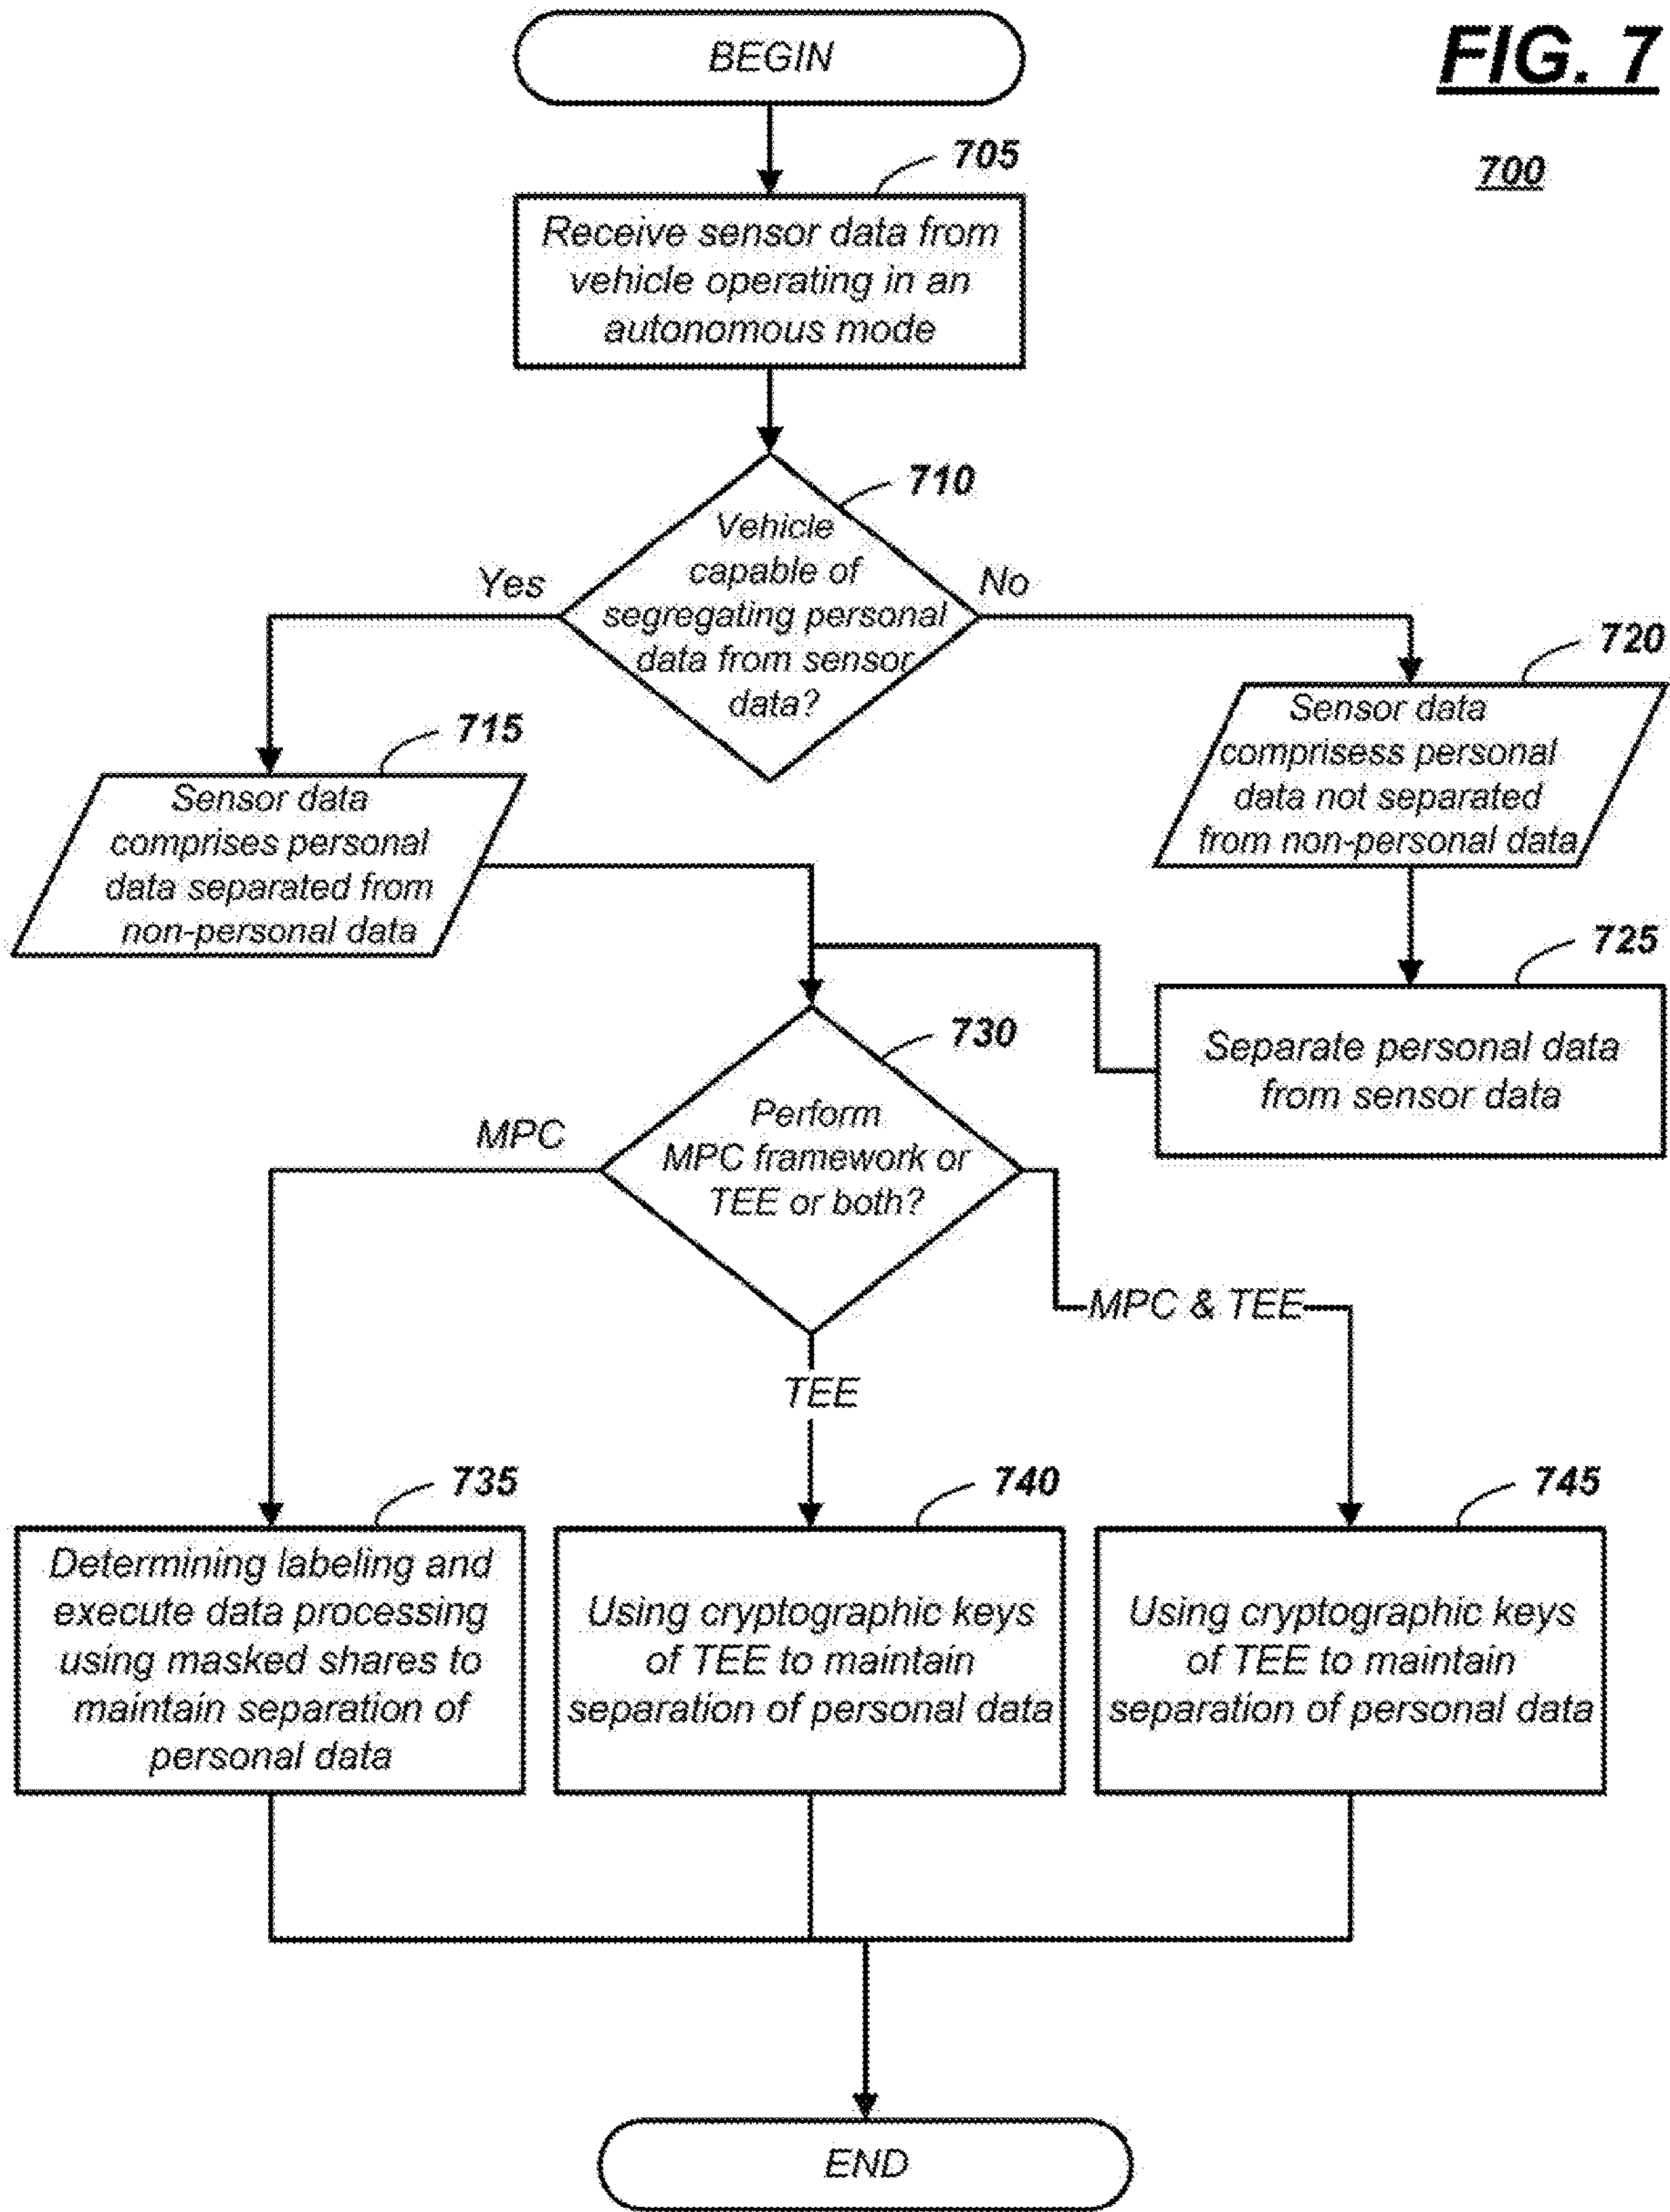 BEGIN
FIG. 7
700
705
Receive sensor data from
vehicle operating in an
autonomous mode
710
Vehicle
capable of
segregating personal
data from sensor
data?
Yes
No
715
Sensor data
comprises personal
data separated from
non-personal data
720
Sensor data
comprisess personal
data not separated
from non-personal data
725
Separate personal data
from sensor data
730
Perform
MPC framework or
TEE or both?
MPC
TEE
MPC & TEE
735
Determining labeling and
execute data processing
using masked shares to
maintain separation of
personal data
740
Using cryptographic keys
of TEE to maintain
separation of personal data
745
Using cryptographic keys
of TEE to maintain
separation of personal data
END